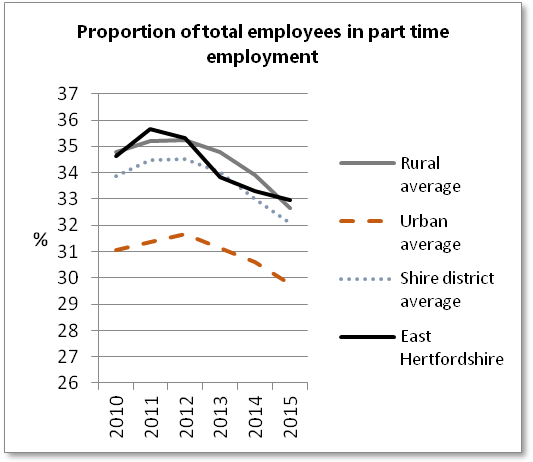 Proportion of total employees in part time
employment
37
36
35
34
33
32
31
30
29
28
27
26
%
2010
2011
2012
2013
2014
2015
Rural
average
Urban
average
Shire district
average
East
Hertfordshire